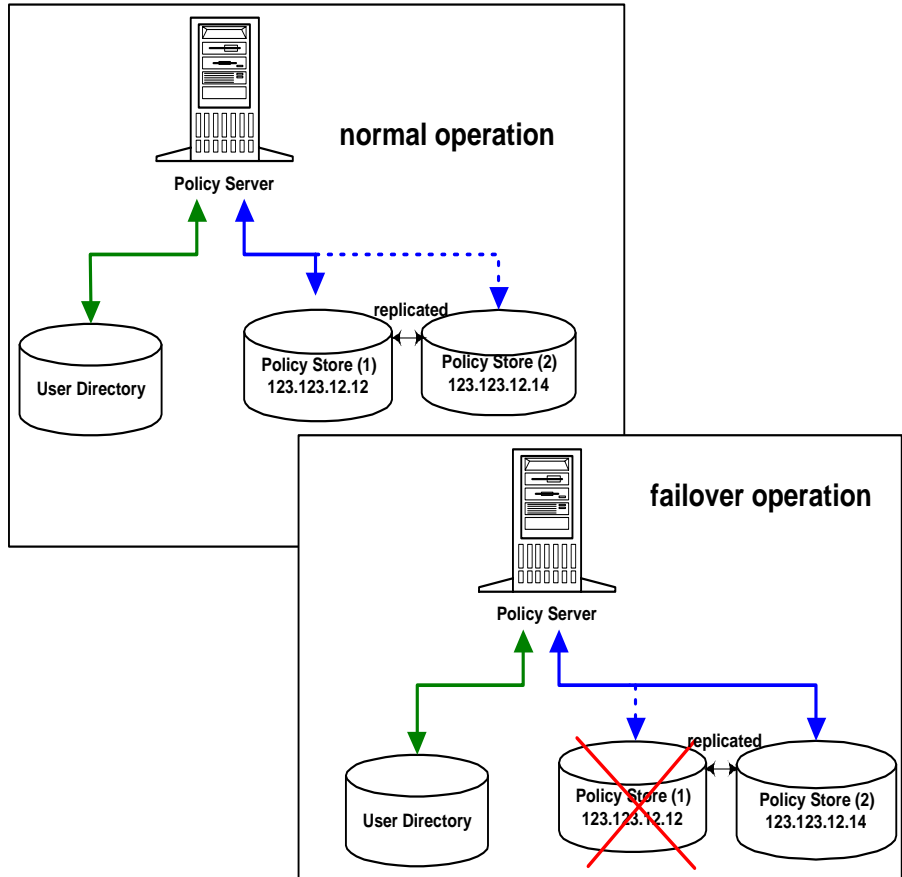 normal operation
Policy Server
replicated
Policy Store (1)
123.123.12.12
Policy Store (2)
123.123.12.14
User Directory
failover operation
Policy Server
replicated
Policy Store (1)
123.123.12.12
Policy Store (2)
123.123.12.14
User Directory